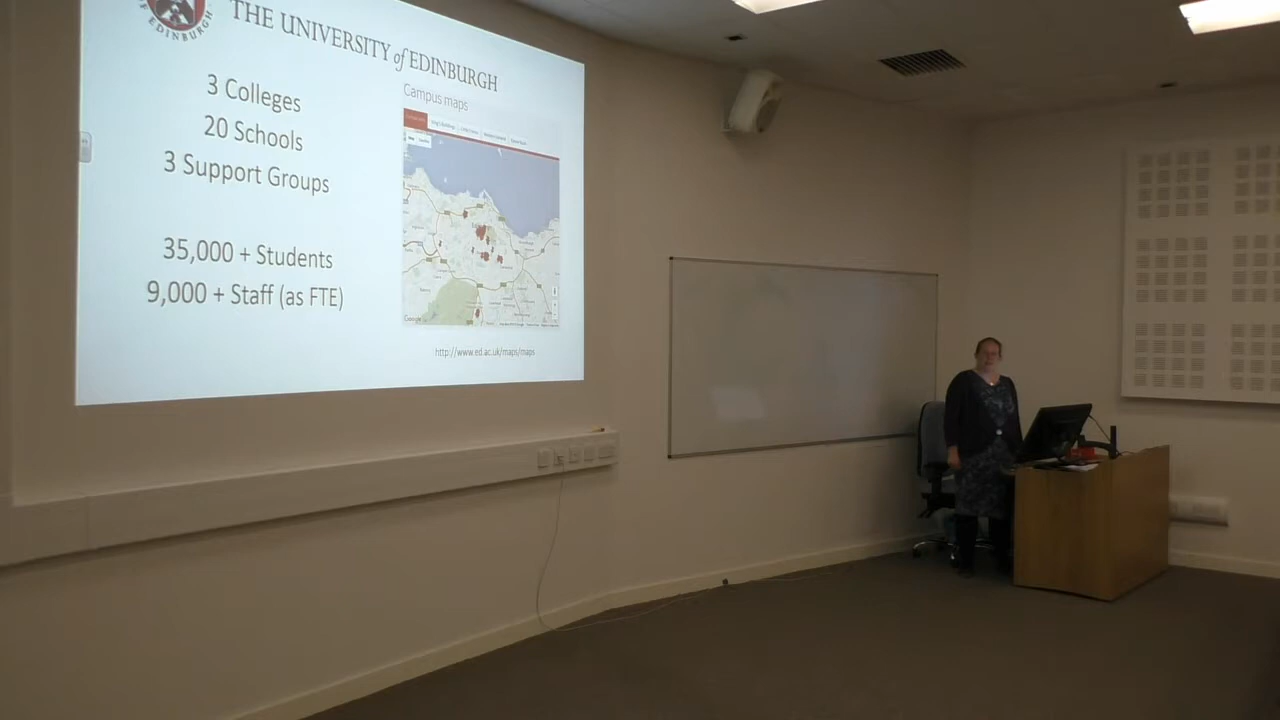 EDINBURGH
THE UNIVERSITY of EDINBURGH
3 Colleges
20 Schools
3 Support Groups
35,000 + Students
9,000 + Staff (as FTE)
Campus maps
http://www.ed.ac.uk/maps/maps